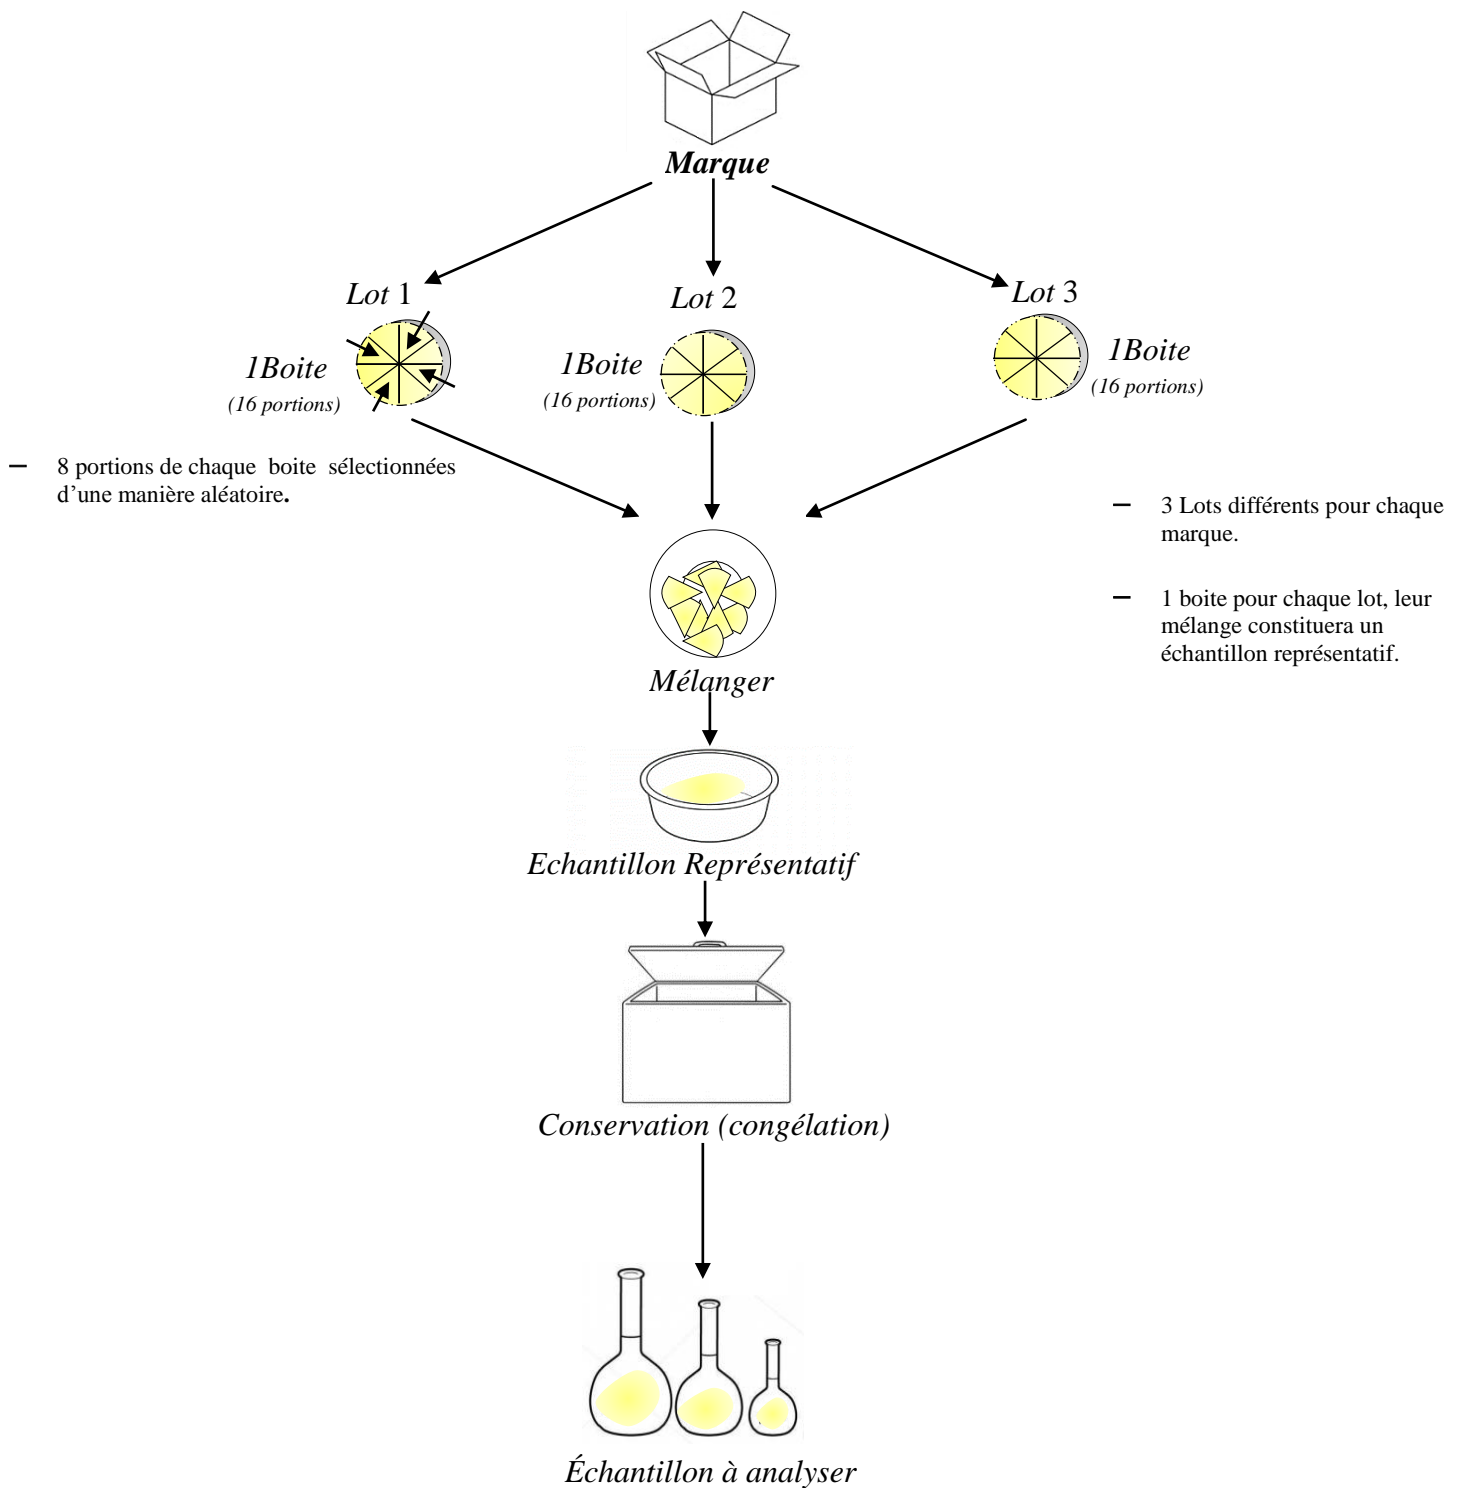 Marque
Lot 1
Lot 2
Lot 3
1Boite
(16 portions)
1Boite
(16 portions)
1Boite
(16 portions)
– 8 portions de chaque boite sélectionnées
d’une manière aléatoire.
– 3 Lots différents pour chaque
marque.
– 1 boite pour chaque lot, leur
mélange constituera un
échantillon représentatif.
Mélanger
Echantillon Représentatif
Conservation (congélation)
Échantillon à analyser